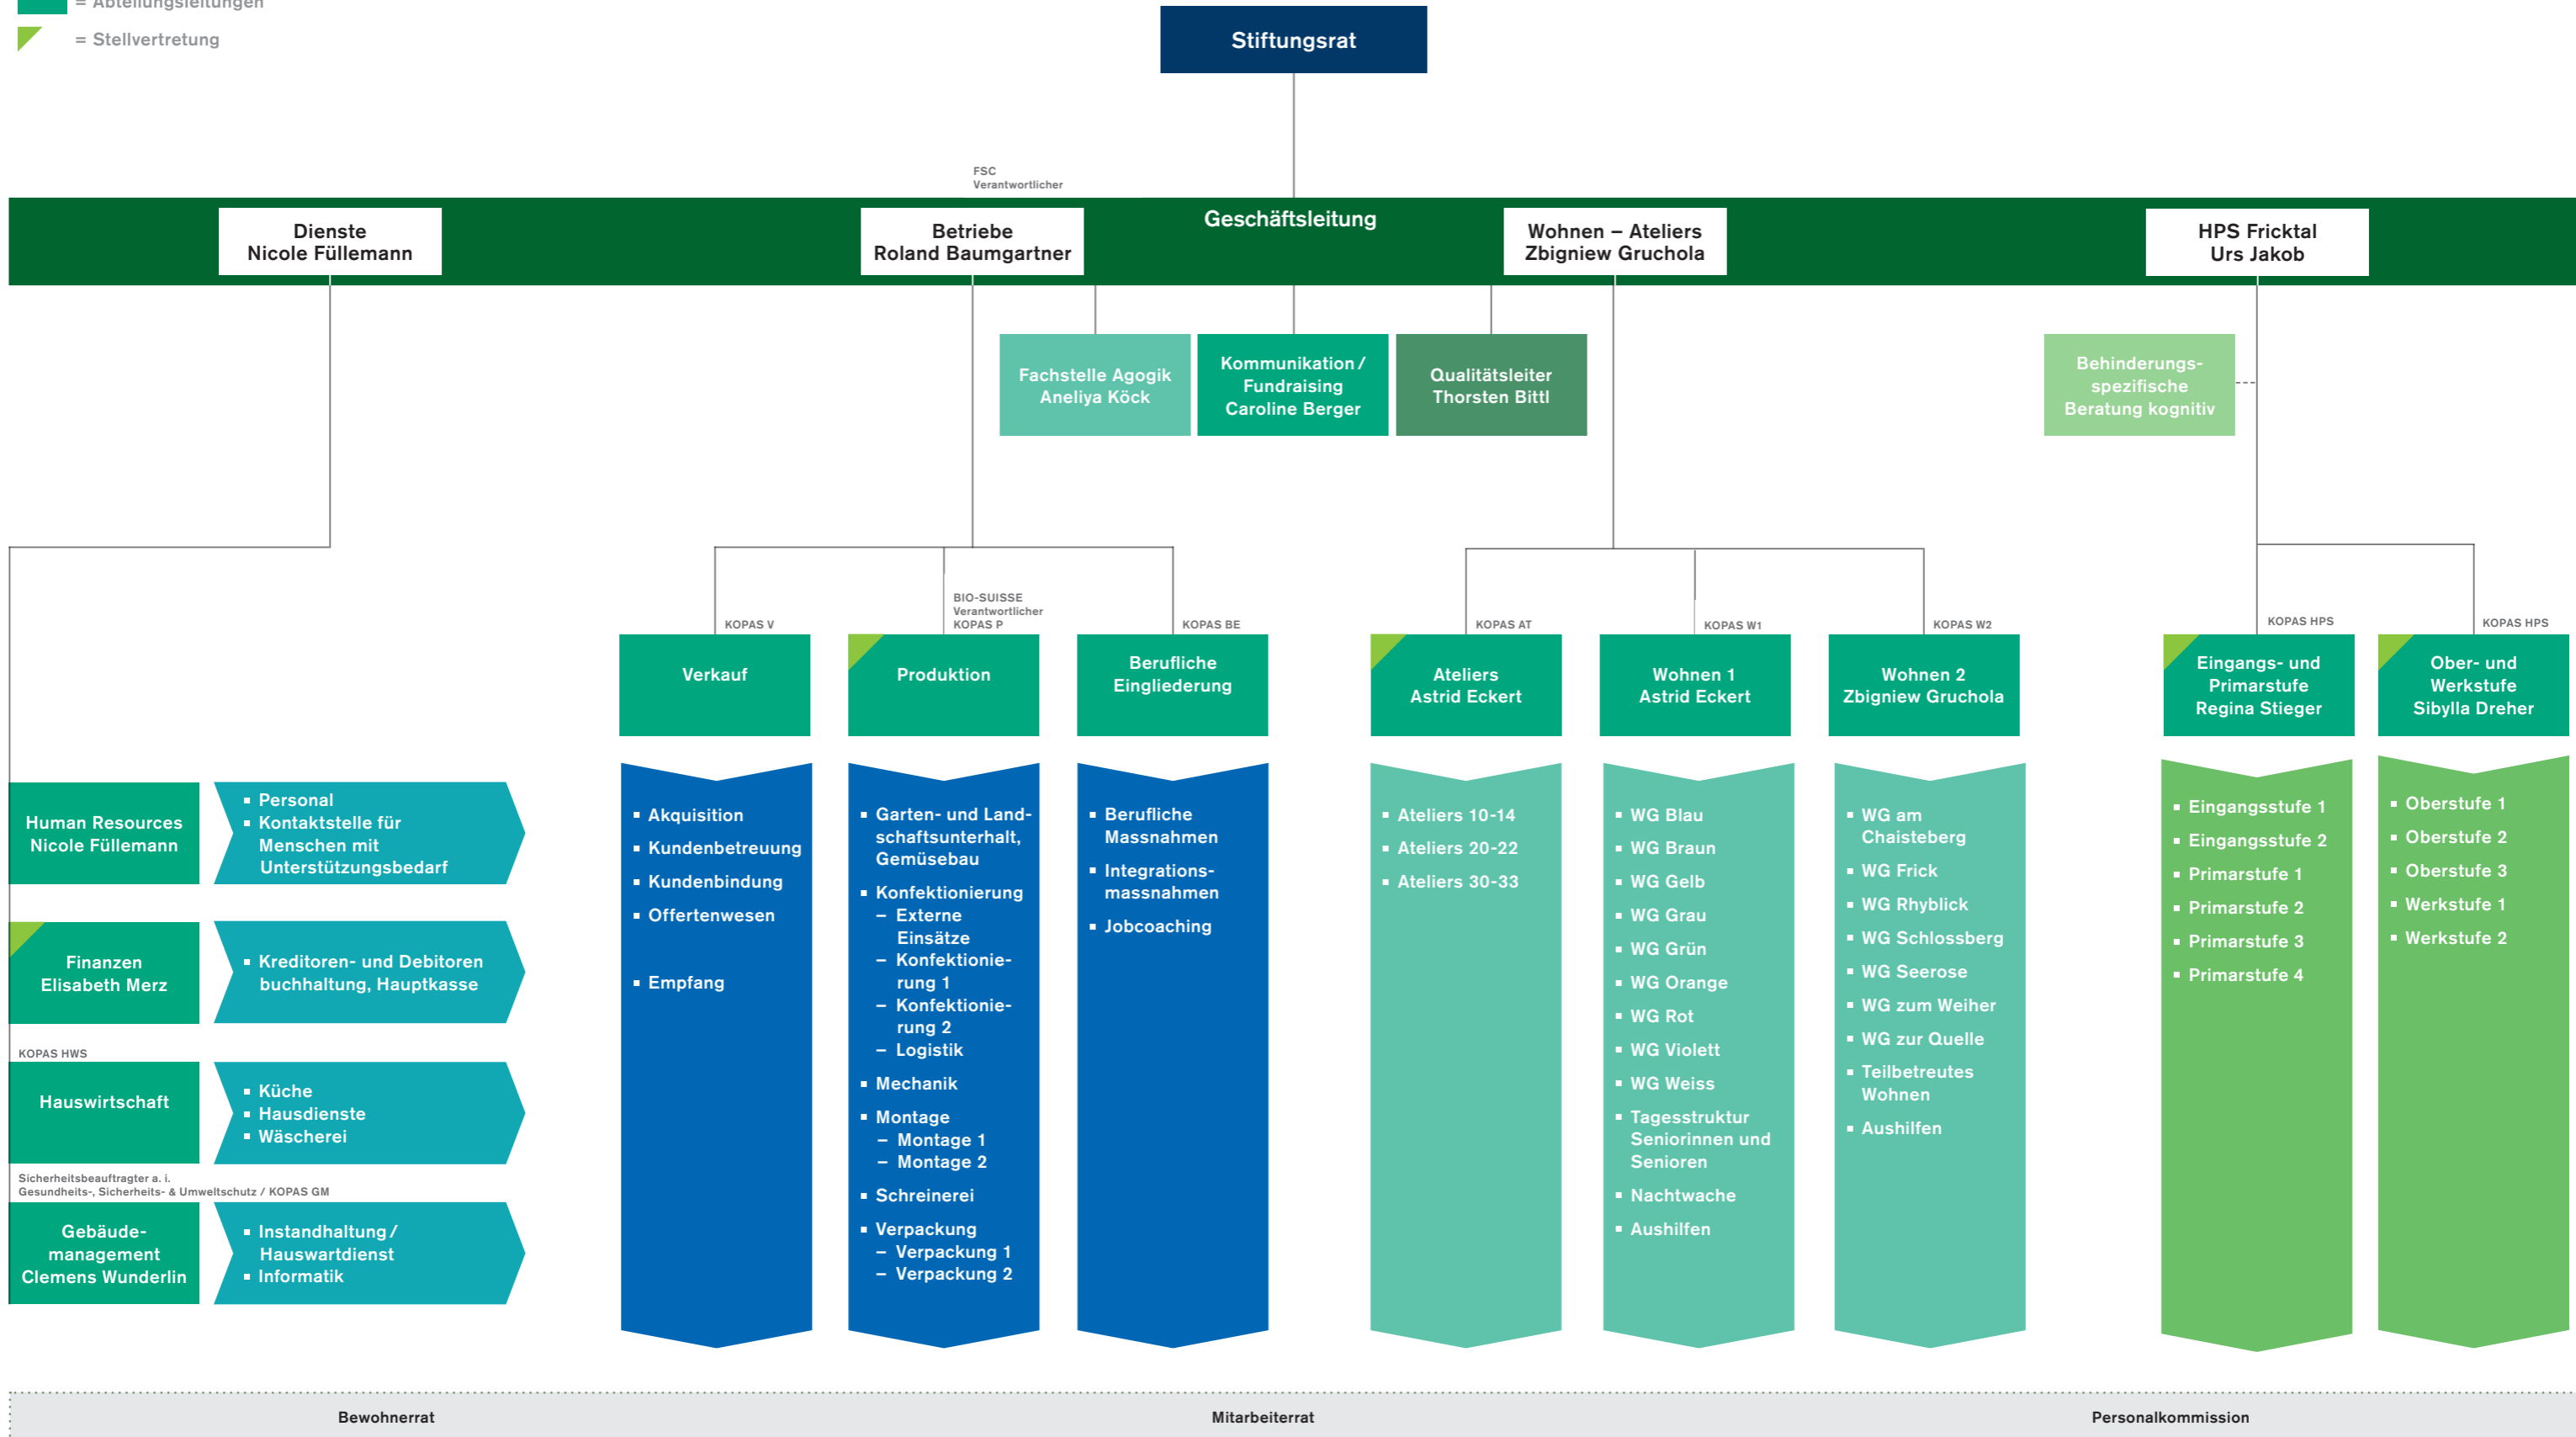 = Abteilungsleitungen
= Stellvertretung
Stiftungsrat
FSC
Verantwortlicher
Geschäftsleitung
Dienste
Nicole Füllemann
Betriebe
Roland Baumgartner
Wohnen – Ateliers
Zbigniew Gruchola
HPS Fricktal
Urs Jakob
Fachstelle Agogik
Aneliya Köck
Kommunikation /
Fundraising
Caroline Berger
Qualitätsleiter
Thorsten Bittl
Behinderungs-
spezifische
Beratung kognitiv
KOPAS V
BIO-SUISSE
Verantwortlicher
KOPAS P
KOPAS BE
KOPAS AT
KOPAS W1
KOPAS W2
KOPAS HPS
KOPAS HPS
Verkauf
Produktion
Berufliche
Eingliederung
Ateliers
Astrid Eckert
Wohnen 1
Astrid Eckert
Wohnen 2
Zbigniew Gruchola
Eingangs- und
Primarstufe
Regina Stieger
Ober- und
Werkstufe
Sibylla Dreher
Human Resources
Nicole Füllemann
▪ Personal
▪ Kontaktstelle für
Menschen mit
Unterstützungsbedarf
Finanzen
Elisabeth Merz
▪ Kreditoren- und Debitoren
buchhaltung, Hauptkasse
KOPAS HWS
Hauswirtschaft
▪ Küche
▪ Hausdienste
▪ Wäscherei
Sicherheitsbeauftragter a. i.
Gesundheits-, Sicherheits- & Umweltschutz / KOPAS GM
Gebäude-
management
Clemens Wunderlin
▪ Instandhaltung /
Hauswartdienst
▪ Informatik
▪ Akquisition
▪ Kundenbetreuung
▪ Kundenbindung
▪ Offertenwesen
▪ Empfang
▪ Garten- und Land-
schaftsunterhalt,
Gemüsebau
▪ Konfektionierung
– Externe
Einsätze
– Konfektionie-
rung 1
– Konfektionie-
rung 2
– Logistik
▪ Mechanik
▪ Montage
– Montage 1
– Montage 2
▪ Schreinerei
▪ Verpackung
– Verpackung 1
– Verpackung 2
▪ Berufliche
Massnahmen
▪ Integrations-
massnahmen
▪ Jobcoaching
▪ Ateliers 10-14
▪ Ateliers 20-22
▪ Ateliers 30-33
▪ WG Blau
▪ WG Braun
▪ WG Gelb
▪ WG Grau
▪ WG Grün
▪ WG Orange
▪ WG Rot
▪ WG Violett
▪ WG Weiss
▪ Tagesstruktur
Seniorinnen und
Senioren
▪ Nachtwache
▪ Aushilfen
▪ WG am
Chaisteberg
▪ WG Frick
▪ WG Rhyblick
▪ WG Schlossberg
▪ WG Seerose
▪ WG zum Weiher
▪ WG zur Quelle
▪ Teilbetreutes
Wohnen
▪ Aushilfen
▪ Eingangsstufe 1
▪ Eingangsstufe 2
▪ Primarstufe 1
▪ Primarstufe 2
▪ Primarstufe 3
▪ Primarstufe 4
▪ Oberstufe 1
▪ Oberstufe 2
▪ Oberstufe 3
▪ Werkstufe 1
▪ Werkstufe 2
Bewohnerrat
Mitarbeiterrat
Personalkommission